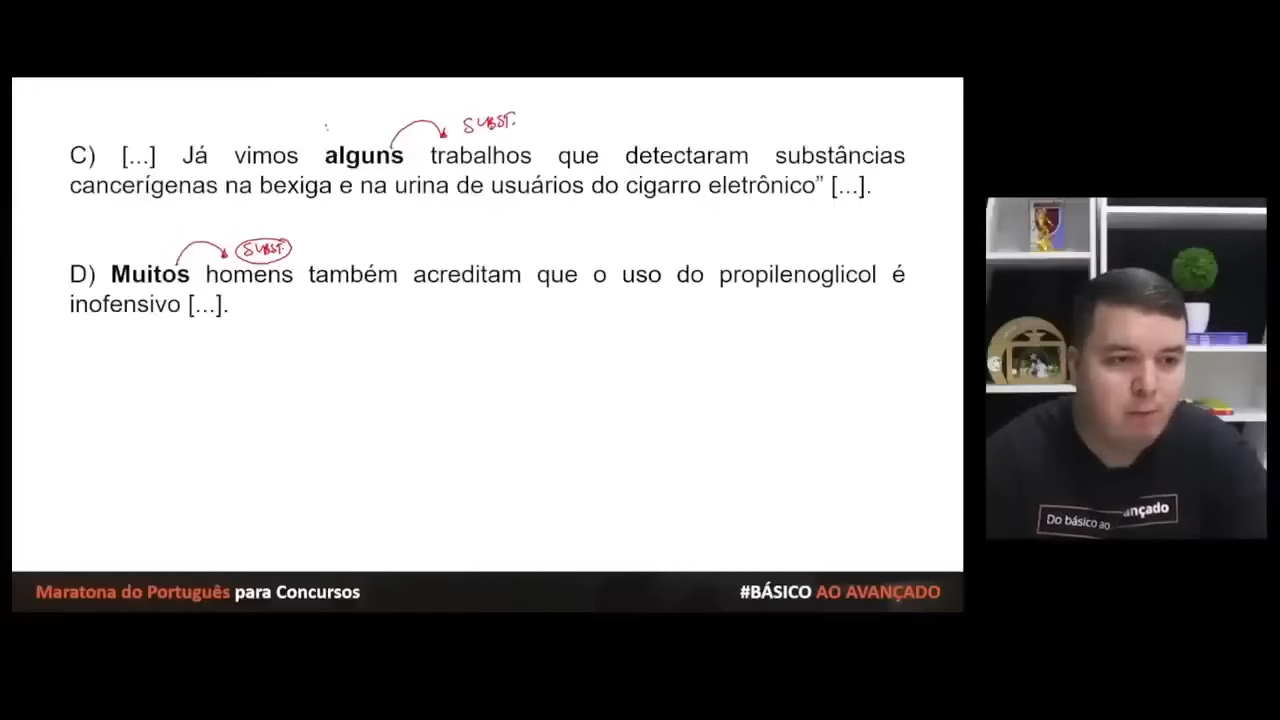 SUBST.
C) [...] Já vimos alguns trabalhos que detectaram substâncias
cancerígenas na bexiga e na urina de usuários do cigarro eletrônico” [...].
SUBST.
D) Muitos homens também acreditam que o uso do propilenoglicol é
inofensivo [...].
Do básico ao avançado
Maratona do Português para Concursos
#BÁSICO AO AVANÇADO